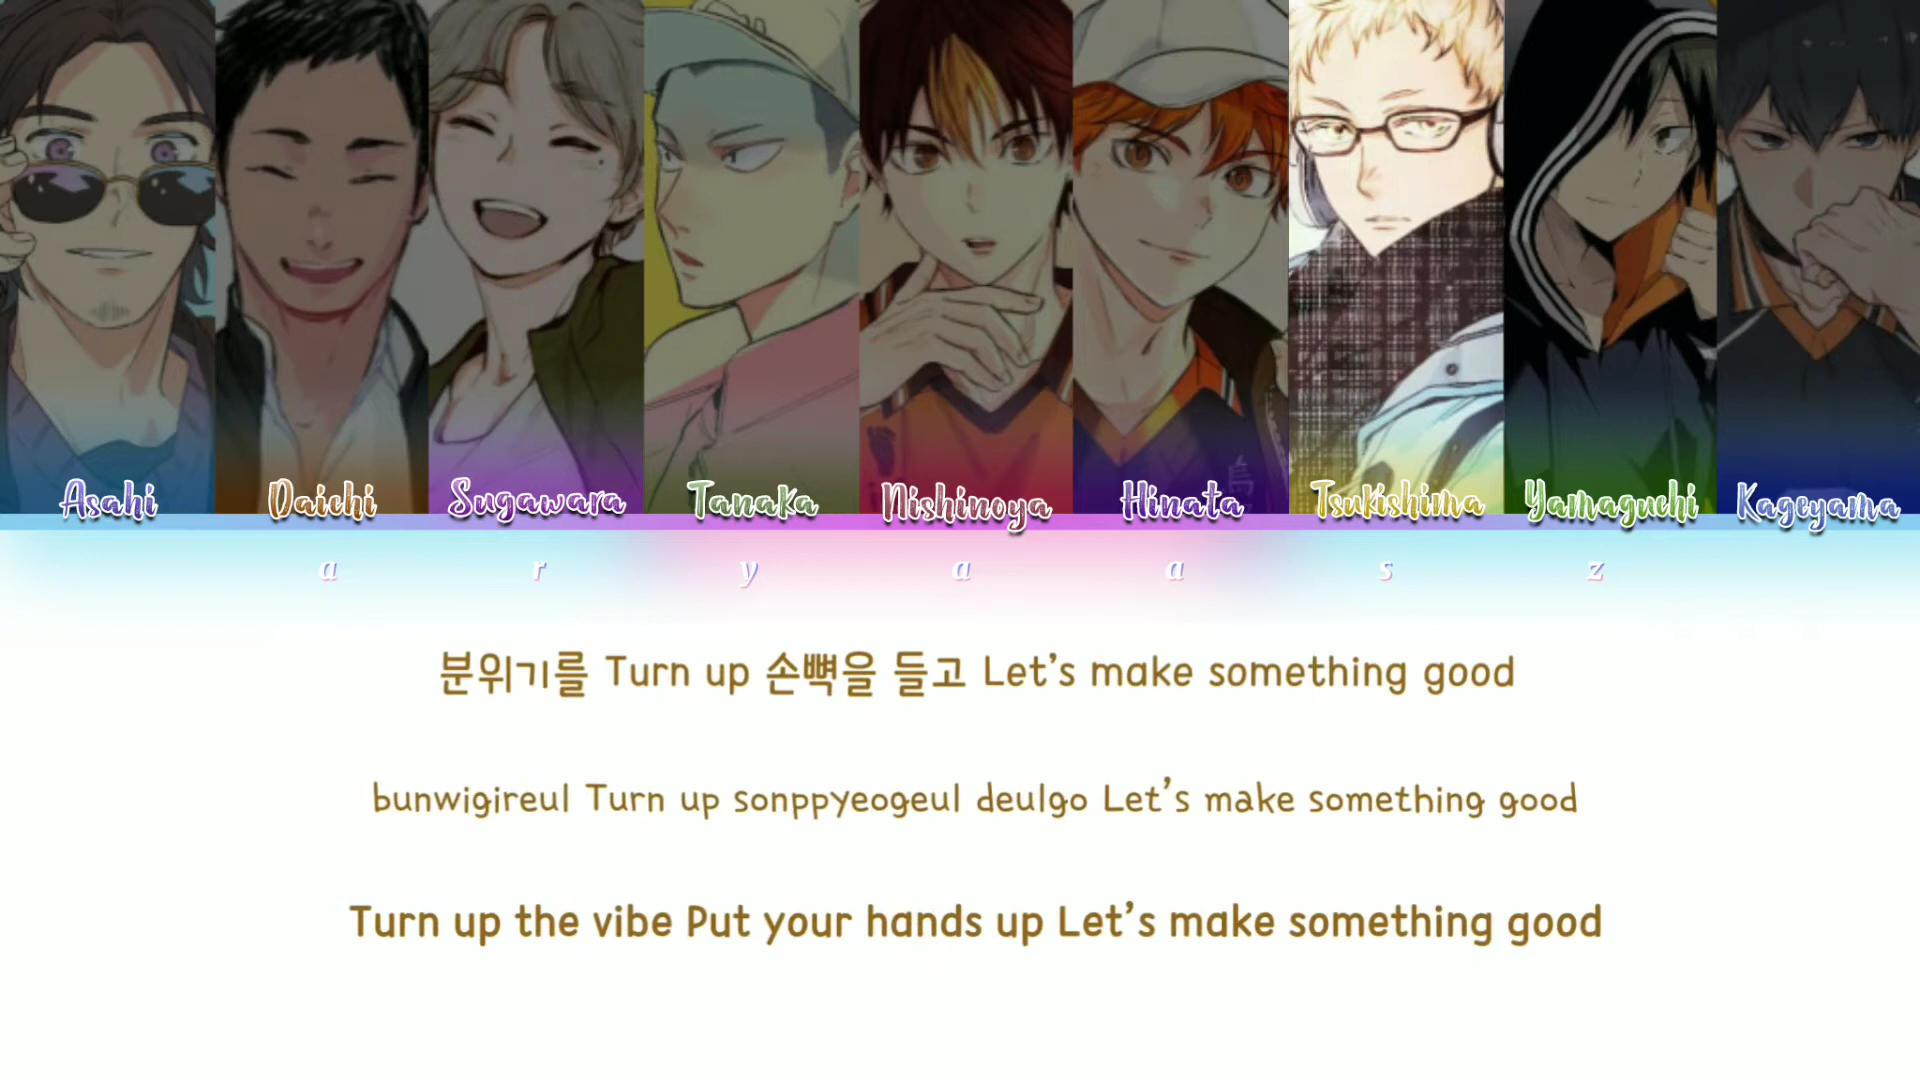 Asahi Daichi Sugawara Tanaka Nishinoya Hinata Tsukishima Yamaguchi Kageyama
a r y a a s z
분위기를 Turn up 손뼉을 들고 Let's make something good
bunwigireul Turn up sonppyeogeul deulgo Let's make something good
Turn up the vibe Put your hands up Let's make something good